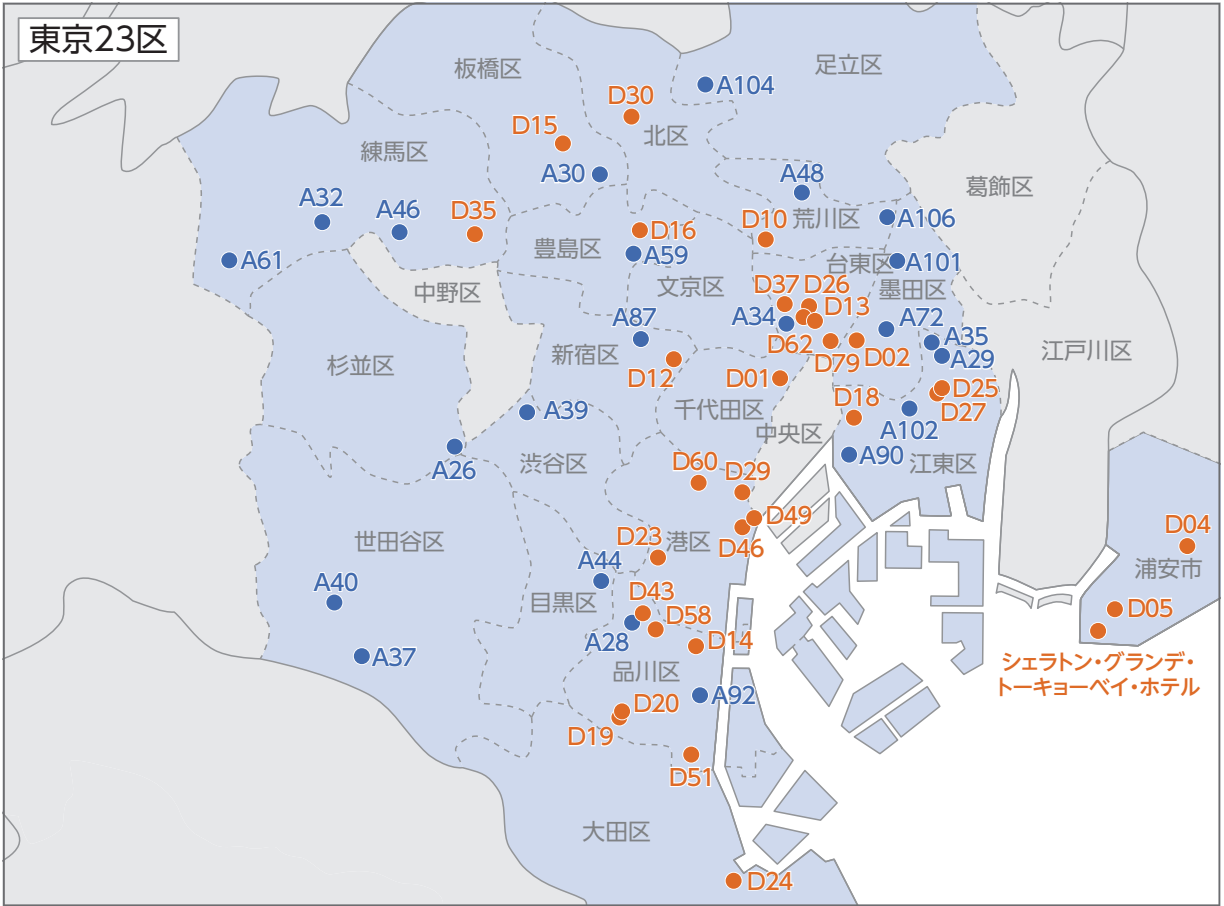 東京23区
板橋区
足立区
A104
D30
D15
北区
練馬区
A30
A48
葛飾区
A32
A46
D35
D16
D10
荒川区
A106
A61
豊島区
A59
台東区
A101
中野区
文京区
D37
D26
墨田区
A34
D13
A72
A87
D62
D79
D02
A35
A29
杉並区
新宿区
D12
D01
江戸川区
D25
D27
A39
千代田区
D18
A102
中央区
A26
渋谷区
D60
D29
A90
江東区
D49
D46
D04
世田谷区
D23
港区
浦安市
A44
A40
目黒区
D43
D58
D05
A28
D14
A37
品川区
シェラトン・グランデ・
トーキョーベイ・ホテル
D20
A92
D19
D51
大田区
D24